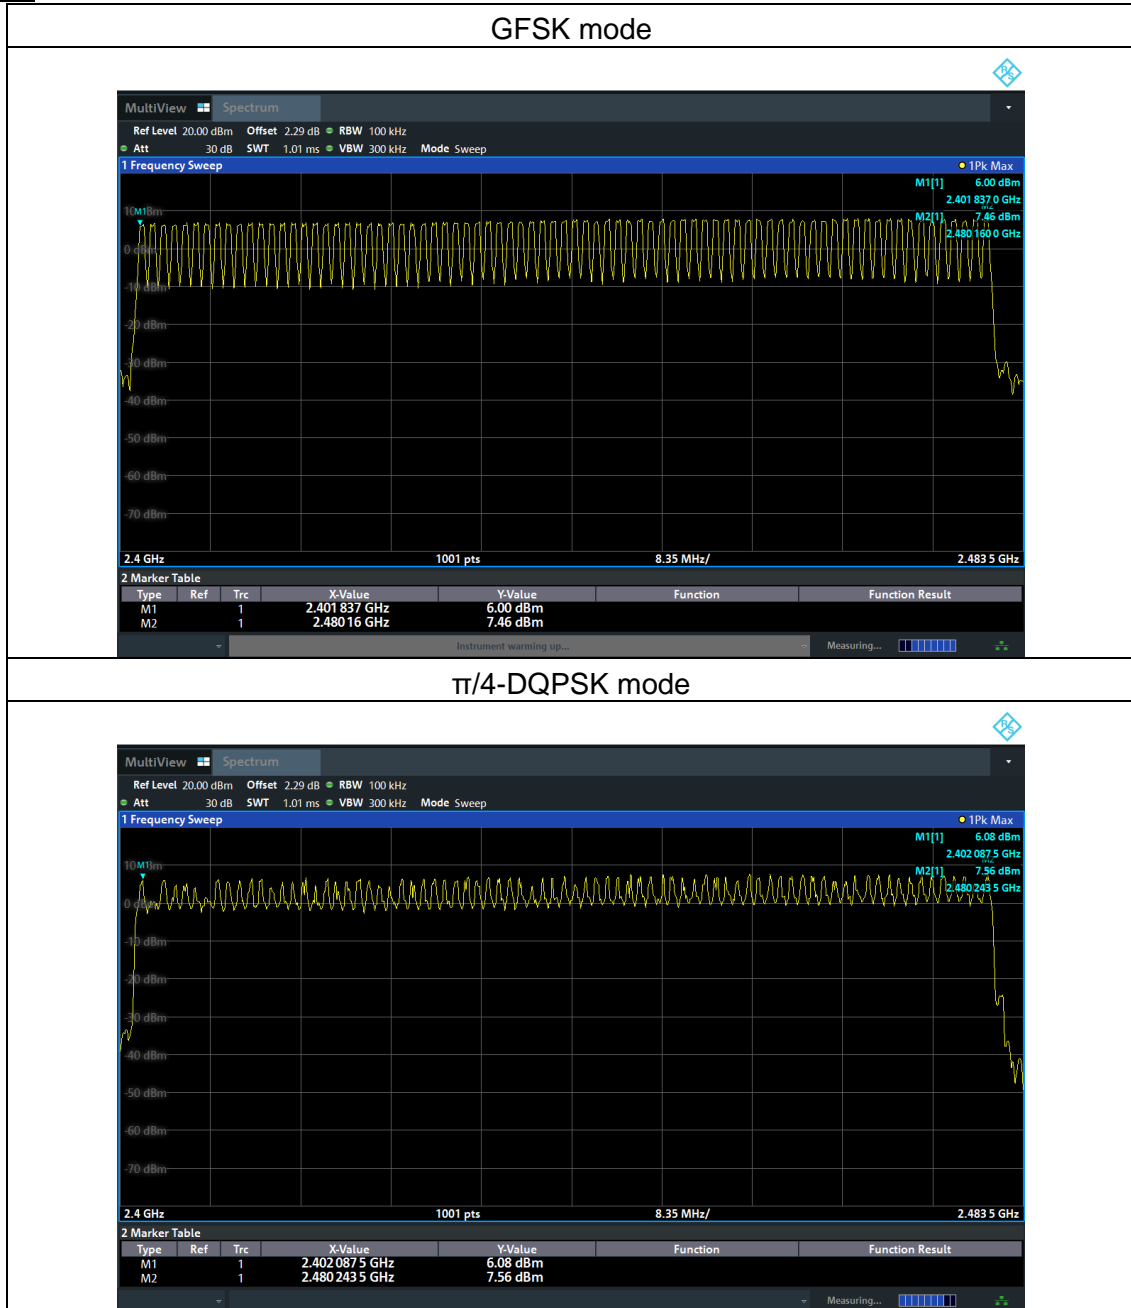 GFSK mode
R&S
MultiView Spectrum
Ref Level 20.00 dBm Offset 2.29 dB RBW 100 kHz
Att 30 dB SWT 1.01 ms VBW 300 kHz Mode Sweep
1 Frequency Sweep 1Pk Max
M1[1] 6.00 dBm
2.401 837 0 GHz
M2[1] 7.46 dBm
2.480 160 0 GHz
M1
0 dBm
-10 dBm
-20 dBm
-30 dBm
-40 dBm
-50 dBm
-60 dBm
-70 dBm
2.4 GHz 1001 pts 8.35 MHz/ 2.483 5 GHz
2 Marker Table
Type Ref Trc X-Value Y-Value Function Function Result
M1 1 2.401 837 GHz 6.00 dBm
M2 1 2.480 16 GHz 7.46 dBm
Instrument warming up... Measuring...
π/4-DQPSK mode
R&S
MultiView Spectrum
Ref Level 20.00 dBm Offset 2.29 dB RBW 100 kHz
Att 30 dB SWT 1.01 ms VBW 300 kHz Mode Sweep
1 Frequency Sweep 1Pk Max
M1[1] 6.08 dBm
2.402 087 5 GHz
M2[1] 7.56 dBm
2.480 243 5 GHz
M1
0 dBm
-10 dBm
-20 dBm
-30 dBm
-40 dBm
-50 dBm
-60 dBm
-70 dBm
2.4 GHz 1001 pts 8.35 MHz/ 2.483 5 GHz
2 Marker Table
Type Ref Trc X-Value Y-Value Function Function Result
M1 1 2.402 087 5 GHz 6.08 dBm
M2 1 2.480 243 5 GHz 7.56 dBm
Measuring...